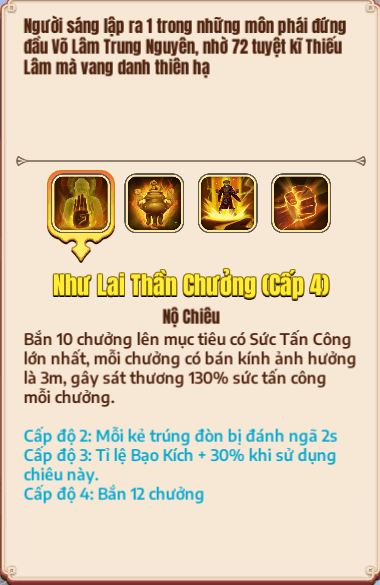 Người sáng lập ra 1 trong những môn phái đứng
đầu Võ Lâm Trung Nguyên, nhờ 72 tuyệt kĩ Thiếu
Lâm mà vang danh thiên hạ
Như Lai Thần Chưởng (Cấp 4)
Nộ Chiêu
Bắn 10 chưởng lên mục tiêu có Sức Tấn Công
lớn nhất, mỗi chưởng có bán kính ảnh hưởng
là 3m, gây sát thương 130% sức tấn công
mỗi chưởng.
Cấp độ 2: Mỗi kẻ trúng đòn bị đánh ngã 2s
Cấp độ 3: Tỉ lệ Bạo Kích + 30% khi sử dụng
chiêu này.
Cấp độ 4: Bắn 12 chưởng